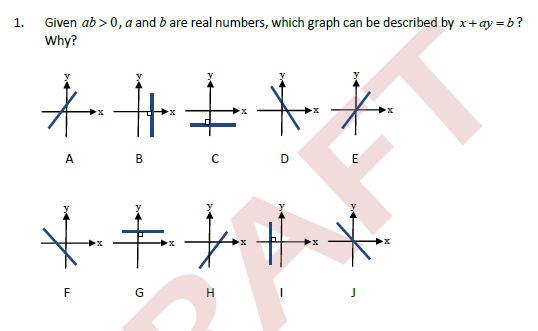 1. Given ab > 0, a and b are real numbers, which graph can be described by x + ay = b?
Why?
y y y y y
x x x x x
A B C D E
y y y y y
x x x x x
F G H I J
DRAFT